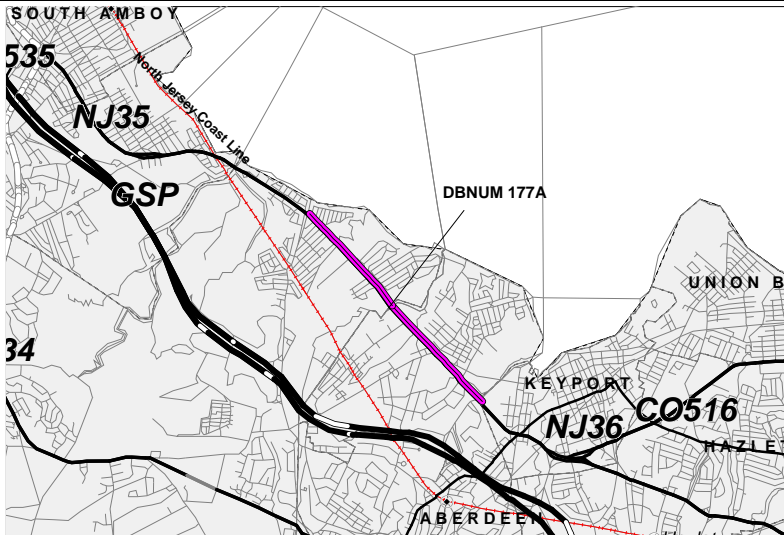 SOUTH AMBOY
535
NJ35
North Jersey Coast Line
GSP
DBNUM 177A
UNION B
34
KEYPORT
CO516
NJ36
HAZLET
ABERDEEN